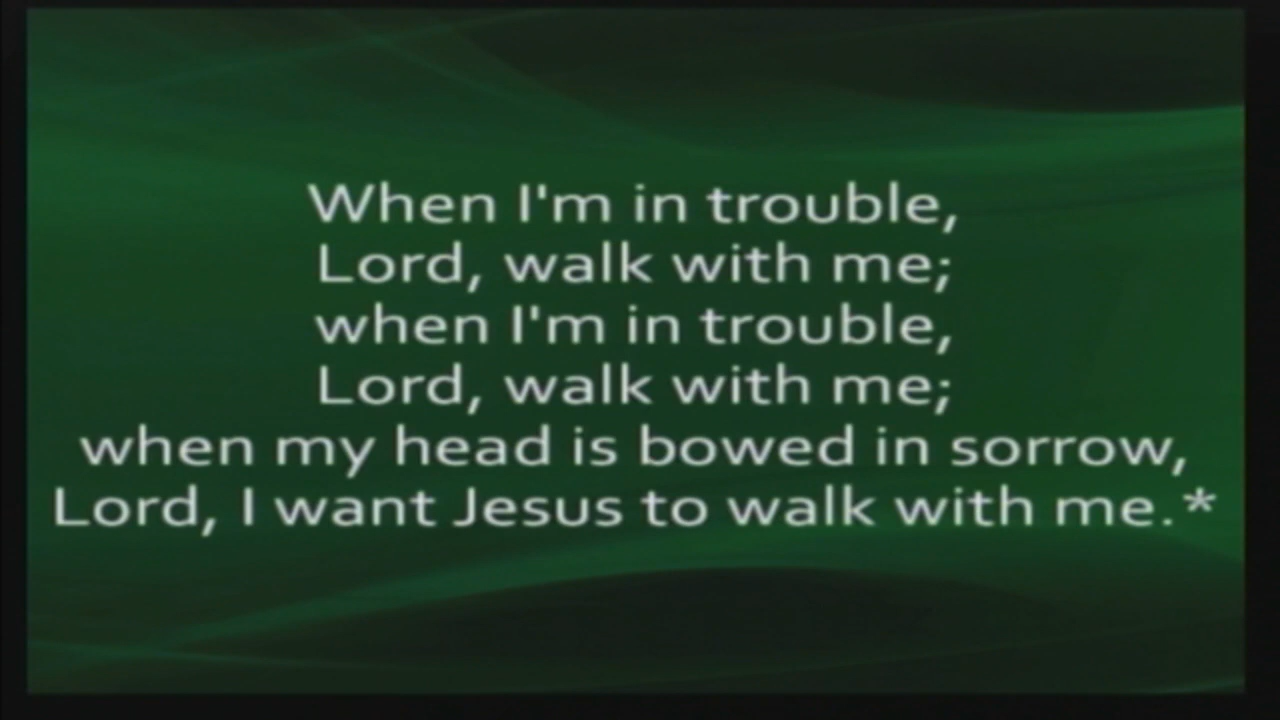 When I'm in trouble,
Lord, walk with me;
when I'm in trouble,
Lord, walk with me;
when my head is bowed in sorrow,
Lord, I want Jesus to walk with me.*